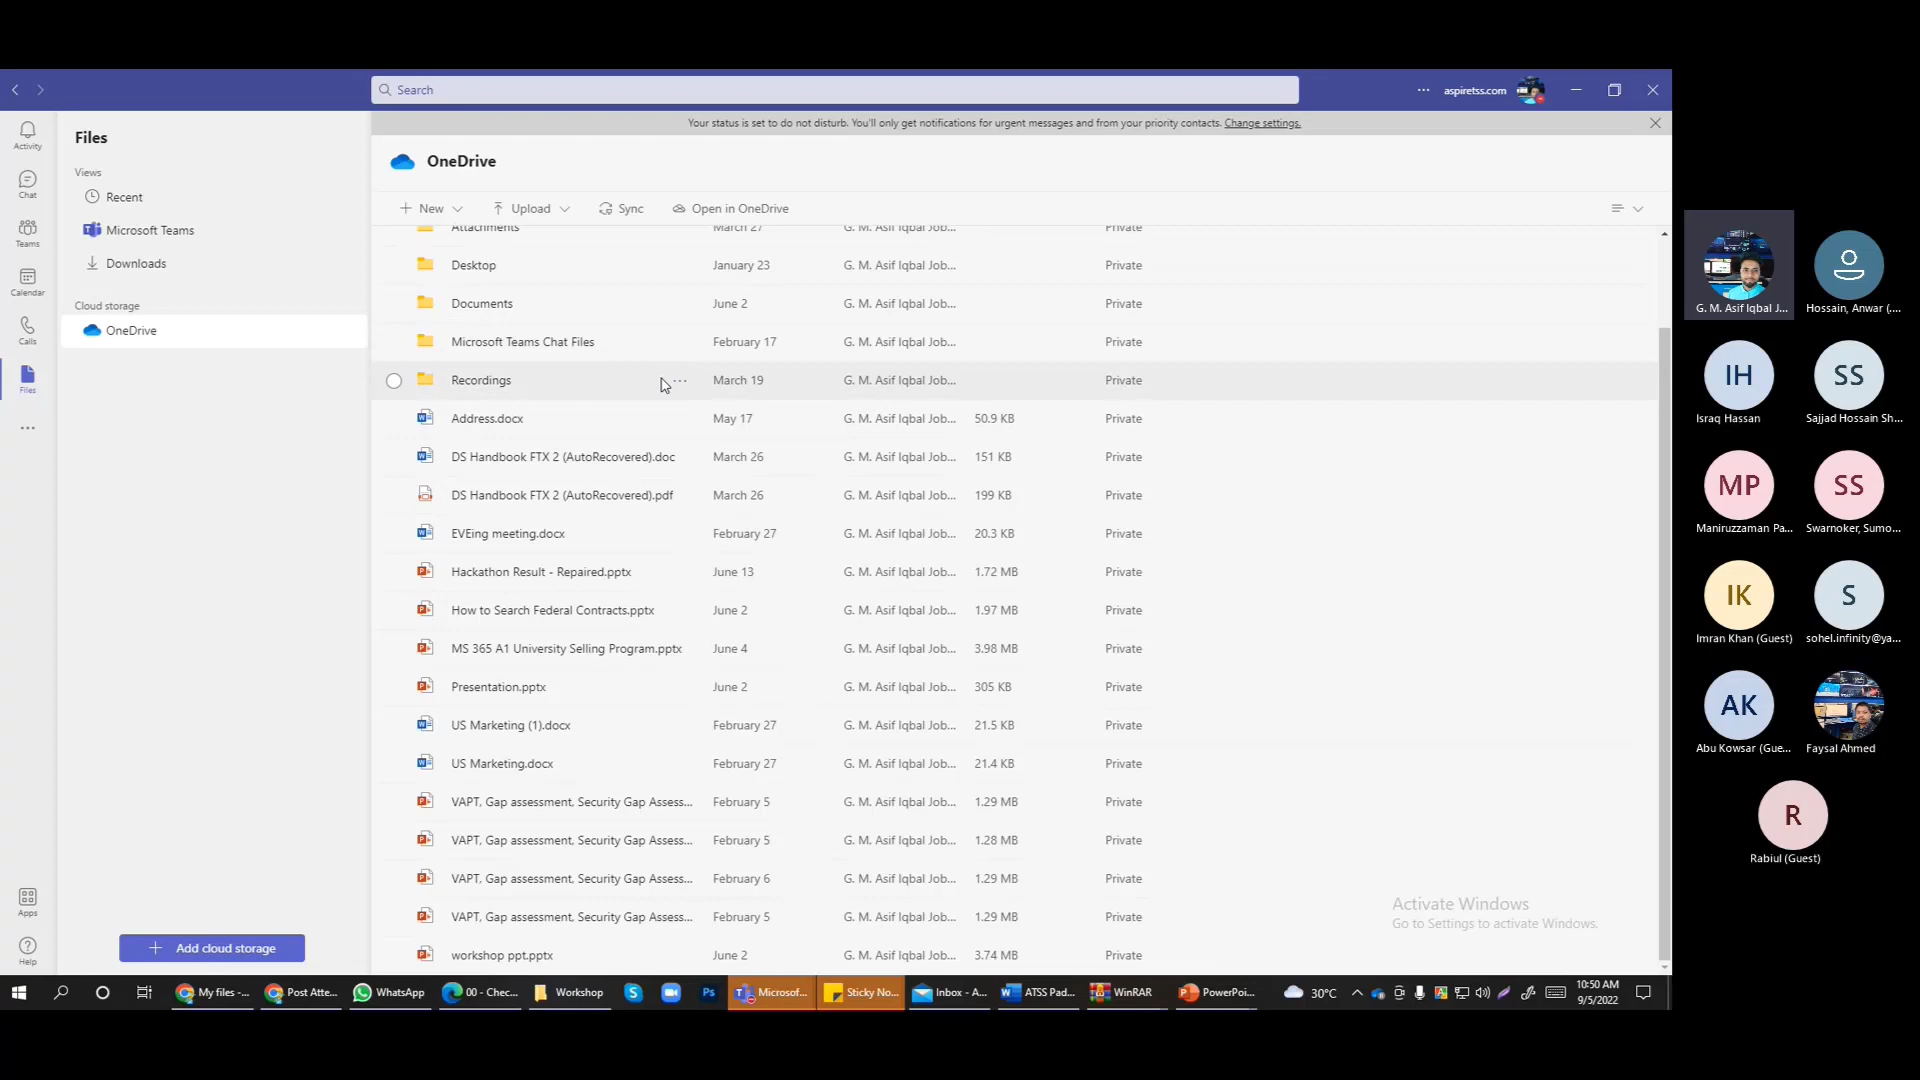 Search
aspiretss.com
Your status is set to do not disturb. You'll only get notifications for urgent messages and from your priority contacts. Change settings.
Activity
Chat
Teams
Calendar
Calls
Files
Apps
Help
Files
Views
Recent
Microsoft Teams
Downloads
Cloud storage
OneDrive
Add cloud storage
OneDrive
New Upload Sync Open in OneDrive
Attachments March 27 G. M. Asif Iqbal Job... Private
Desktop January 23 G. M. Asif Iqbal Job... Private
Documents June 2 G. M. Asif Iqbal Job... Private
Microsoft Teams Chat Files February 17 G. M. Asif Iqbal Job... Private
Recordings ... March 19 G. M. Asif Iqbal Job... Private
Address.docx May 17 G. M. Asif Iqbal Job... 50.9 KB Private
DS Handbook FTX 2 (AutoRecovered).doc March 26 G. M. Asif Iqbal Job... 151 KB Private
DS Handbook FTX 2 (AutoRecovered).pdf March 26 G. M. Asif Iqbal Job... 199 KB Private
EVEing meeting.docx February 27 G. M. Asif Iqbal Job... 20.3 KB Private
Hackathon Result - Repaired.pptx June 13 G. M. Asif Iqbal Job... 1.72 MB Private
How to Search Federal Contracts.pptx June 2 G. M. Asif Iqbal Job... 1.97 MB Private
MS 365 A1 University Selling Program.pptx June 4 G. M. Asif Iqbal Job... 3.98 MB Private
Presentation.pptx June 2 G. M. Asif Iqbal Job... 305 KB Private
US Marketing (1).docx February 27 G. M. Asif Iqbal Job... 21.5 KB Private
US Marketing.docx February 27 G. M. Asif Iqbal Job... 21.4 KB Private
VAPT, Gap assessment, Security Gap Assess... February 5 G. M. Asif Iqbal Job... 1.29 MB Private
VAPT, Gap assessment, Security Gap Assess... February 5 G. M. Asif Iqbal Job... 1.28 MB Private
VAPT, Gap assessment, Security Gap Assess... February 6 G. M. Asif Iqbal Job... 1.29 MB Private
VAPT, Gap assessment, Security Gap Assess... February 5 G. M. Asif Iqbal Job... 1.29 MB Private
workshop ppt.pptx June 2 G. M. Asif Iqbal Job... 3.74 MB Private
Activate Windows
Go to Settings to activate Windows.
G. M. Asif Iqbal J... Hossain, Anwar (....
IH SS
Israq Hassan Sajjad Hossain Sh...
MP SS
Maniruzzaman Pa... Swarnoker, Sumo...
IK S
Imran Khan (Guest) sohel.infinity@ya...
AK
Abu Kowsar (Gue... Faysal Ahmed
R
Rabiul (Guest)
My files -... Post Atte... WhatsApp 00 - Chec... Workshop Ps Microsof... Sticky No... Inbox - A... ATSS Pad... WinRAR PowerPoi... 30°C 10:50 AM
9/5/2022